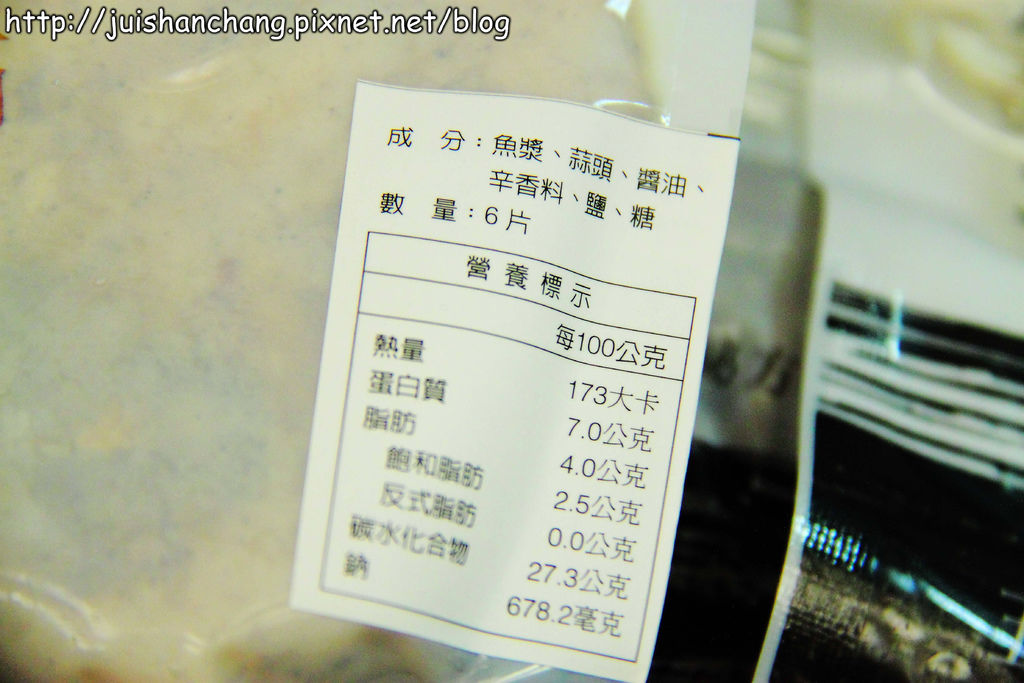 http://juishanchang.pixnet.net/blog
成　分：魚漿、蒜頭、醬油、
辛香料、鹽、糖
數　量：6片
營養標示
每100公克
熱量 173大卡
蛋白質 7.0公克
脂肪 4.0公克
飽和脂肪 2.5公克
反式脂肪 0.0公克
碳水化合物 27.3公克
鈉 678.2毫克